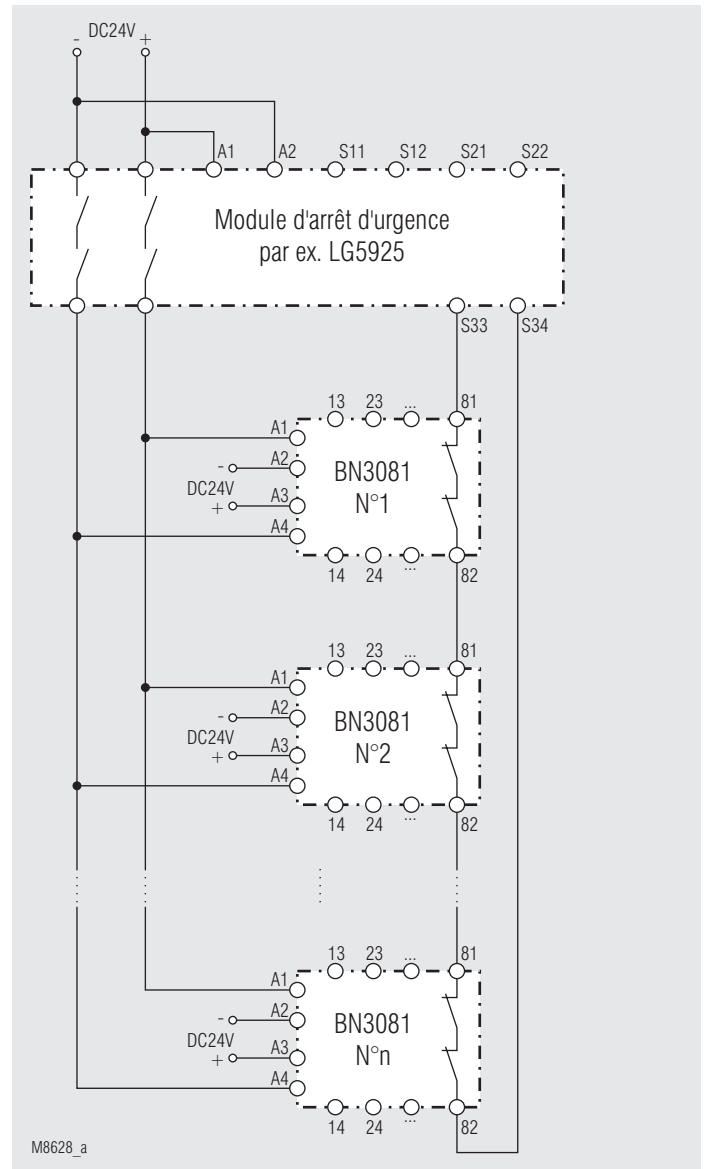 - DC24V +
A1 A2 S11 S12 S21 S22
Module d'arrêt d'urgence
par ex. LG5925
S33 S34
13 23 ... 81
A1
A2
-
BN3081
DC24V
N°1
A3
+
A4
14 24 ... 82
13 23 ... 81
A1
A2
-
BN3081
DC24V
N°2
A3
+
A4
14 24 ... 82
13 23 ... 81
A1
A2
-
BN3081
DC24V
N°n
A3
+
A4
14 24 ... 82
M8628_a